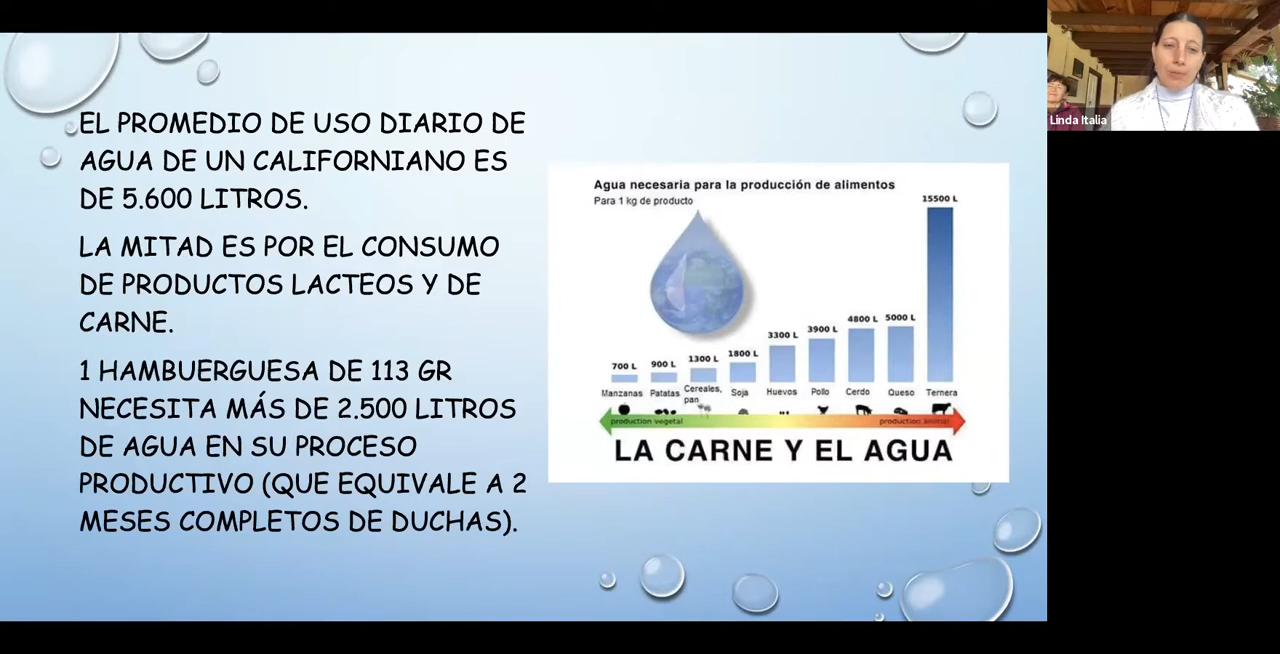 EL PROMEDIO DE USO DIARIO DE
AGUA DE UN CALIFORNIANO ES
DE 5.600 LITROS.
LA MITAD ES POR EL CONSUMO
DE PRODUCTOS LACTEOS Y DE
CARNE.
1 HAMBUERGUESA DE 113 GR
NECESITA MÁS DE 2.500 LITROS
DE AGUA EN SU PROCESO
PRODUCTIVO (QUE EQUIVALE A 2
MESES COMPLETOS DE DUCHAS).
Agua necesaria para la producción de alimentos
Para 1 kg de producto
700 L
900 L
1300 L
1800 L
3300 L
3900 L
4800 L
5000 L
15500 L
Manzanas
Patatas
Cereales,
pan
Soja
Huevos
Pollo
Cerdo
Queso
Ternera
production vegetal
production animal
LA CARNE Y EL AGUA
Linda Italia